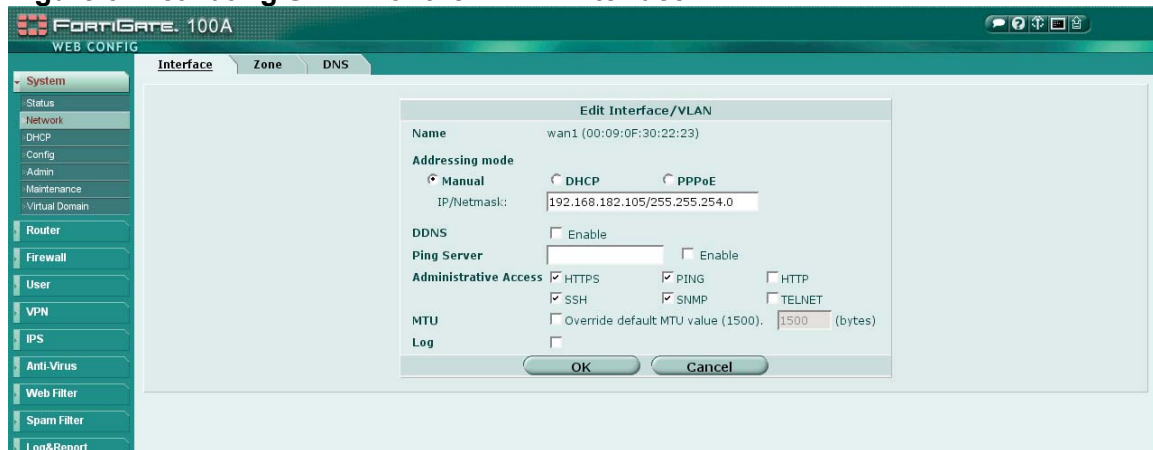 FORTIGATE. 100A
WEB CONFIG
Interface Zone DNS
System
Status
Network
DHCP
Config
Admin
Maintenance
Virtual Domain
Router
Firewall
User
VPN
IPS
Anti-Virus
Web Filter
Spam Filter
Log&Report
Edit Interface/VLAN
Name wan1 (00:09:0F:30:22:23)
Addressing mode
Manual DHCP PPPoE
IP/Netmask: 192.168.182.105/255.255.254.0
DDNS Enable
Ping Server Enable
Administrative Access HTTPS PING HTTP
SSH SNMP TELNET
MTU Override default MTU value (1500). 1500 (bytes)
Log
OK Cancel